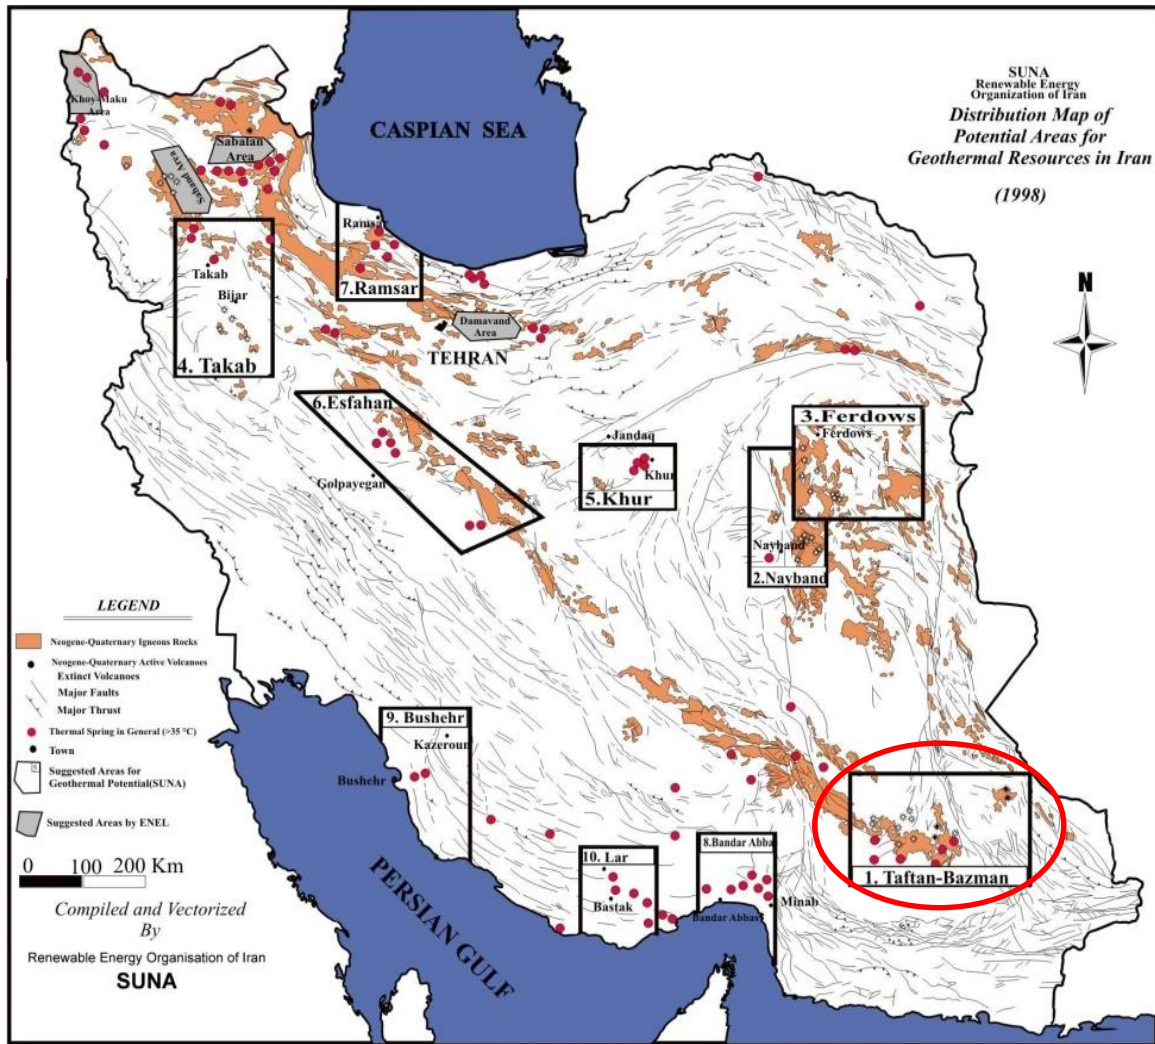 SUNA
Renewable Energy
Organization of Iran
Distribution Map of
Potential Areas for
Geothermal Resources in Iran
(1998)
CASPIAN SEA
Khoy-Maku
Area
Sabalan
Area
Sahand Area
Ramsar
7.Ramsar
Takab
Bijar
4. Takab
Damavand
Area
TEHRAN
N
6.Esfahan
Golpayegan
Jandaq
Khur
5.Khur
3.Ferdows
Ferdows
Nayband
2.Nayband
LEGEND
Neogene-Quaternary Igneous Rocks
Neogene-Quaternary Active Volcanoes
Extinct Volcanoes
Major Faults
Major Thrust
Thermal Spring in General (>35 °C)
Town
Suggested Areas for
Geothermal Potential(SUNA)
Suggested Areas by ENEL
0 100 200 Km
Compiled and Vectorized
By
Renewable Energy Organisation of Iran
SUNA
9. Bushehr
Kazeroun
Bushehr
PERSIAN GULF
10. Lar
Bastak
8.Bandar Abba
Bandar Abbas
Minab
1. Taftan-Bazman